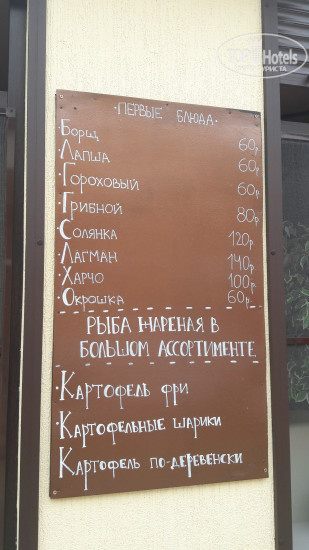 ·ПЕРВЫЕ БЛЮДА·
·БОРЩ 60р
·ЛАПША 60р
·ГОРОХОВЫЙ 60р
·ГРИБНОЙ 80р
·СОЛЯНКА 120р
·ЛАГМАН 140р
·ХАРЧО 100р
·ОКРОШКА 60р
РЫБА ЖАРЕНАЯ В
БОЛЬШОМ АССОРТИМЕНТЕ
·КАРТОФЕЛЬ ФРИ
·КАРТОФЕЛЬНЫЕ ШАРИКИ
·КАРТОФЕЛЬ ПО-ДЕРЕВЕНСКИ